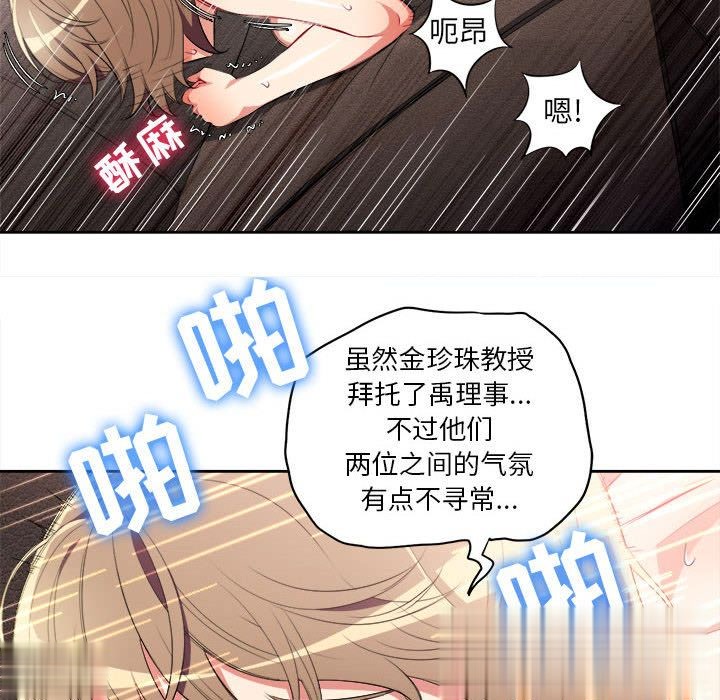 呃昂
嗯!
酥麻
啪
虽然金珍珠教授
拜托了禹理事...
不过他们
两位之间的气氛
有点不寻常...
啪
啪